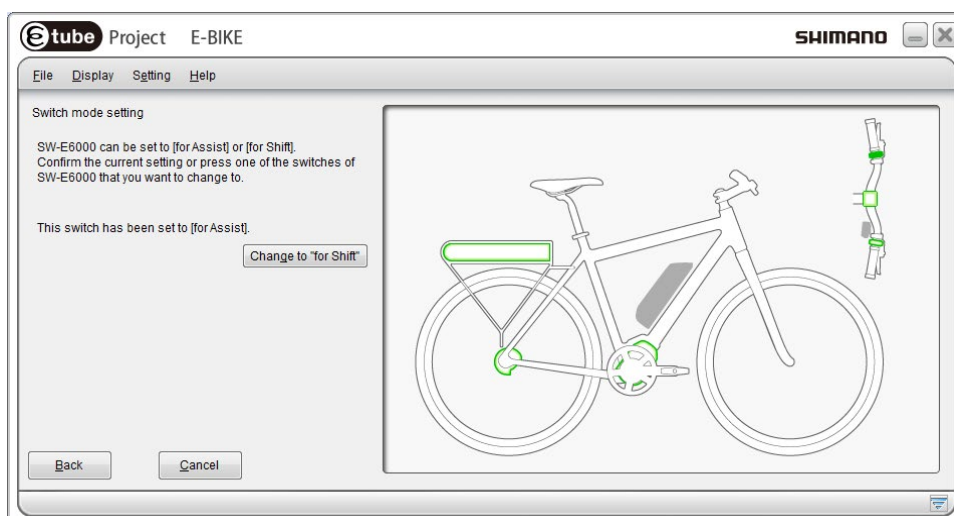 etube Project E-BIKE
SHIMANO
File Display Setting Help
Switch mode setting
SW-E6000 can be set to [for Assist] or [for Shift].
Confirm the current setting or press one of the switches of
SW-E6000 that you want to change to.
This switch has been set to [for Assist].
Change to "for Shift"
Back Cancel